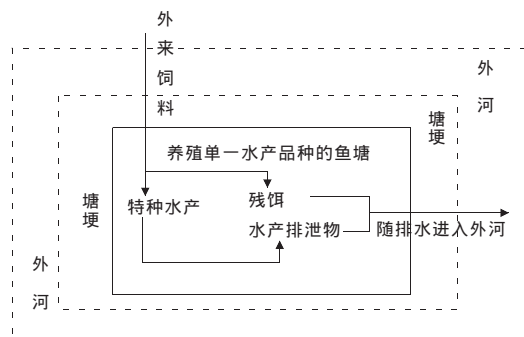 外来饲料
外河
塘埂
养殖单一水产品种的鱼塘
塘埂
特种水产
残饵
水产排泄物
随排水进入外河
外河